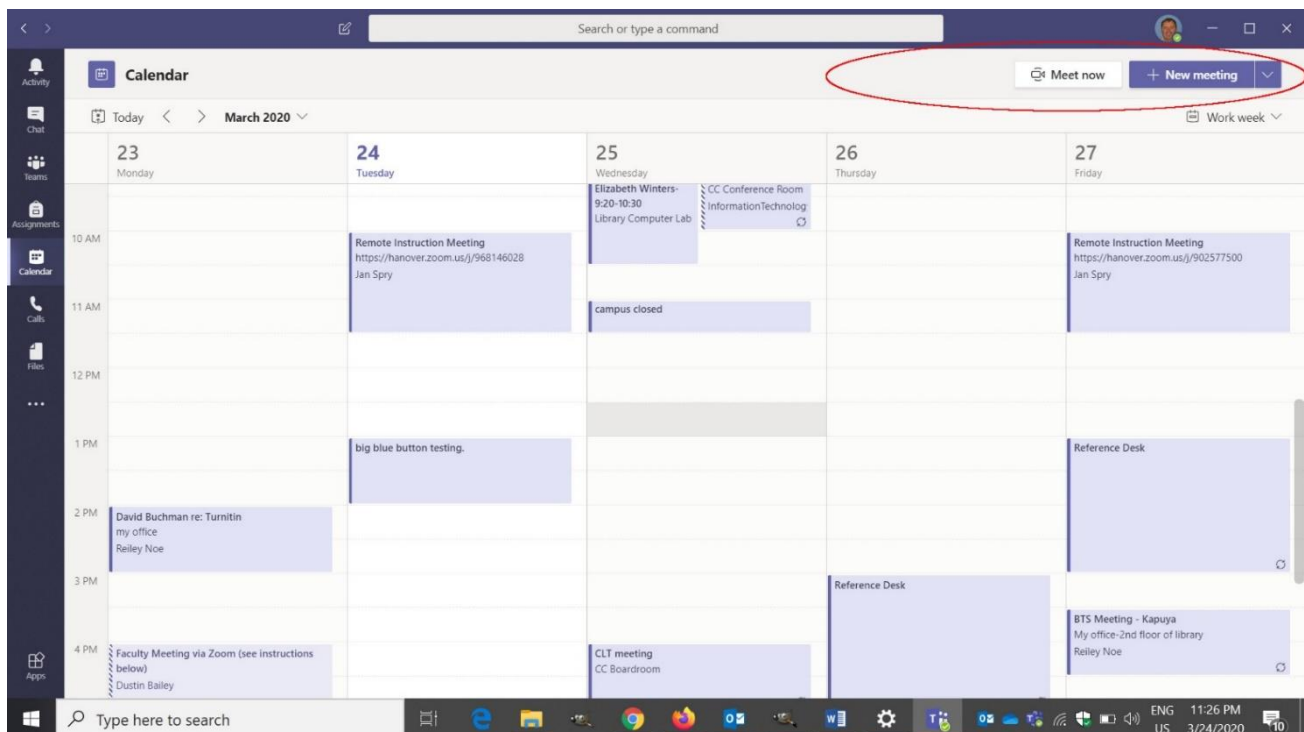 Search or type a command
Activity
Chat
Teams
Assignments
Calendar
Calls
Files
Apps
Calendar
Meet now
+ New meeting
Today
March 2020
Work week
23
Monday
24
Tuesday
25
Wednesday
26
Thursday
27
Friday
10 AM
11 AM
12 PM
1 PM
2 PM
3 PM
4 PM
David Buchman re: Turnitin
my office
Reiley Noe
Faculty Meeting via Zoom (see instructions
below)
Dustin Bailey
Remote Instruction Meeting
https://hanover.zoom.us/j/968146028
Jan Spry
big blue button testing.
Elizabeth Winters-
9:20-10:30
Library Computer Lab
CC Conference Room
InformationTechnolog
campus closed
CLT meeting
CC Boardroom
Reference Desk
Remote Instruction Meeting
https://hanover.zoom.us/j/902577500
Jan Spry
Reference Desk
BTS Meeting - Kapuya
My office-2nd floor of library
Reiley Noe
Type here to search
ENG
US
11:26 PM
3/24/2020
10